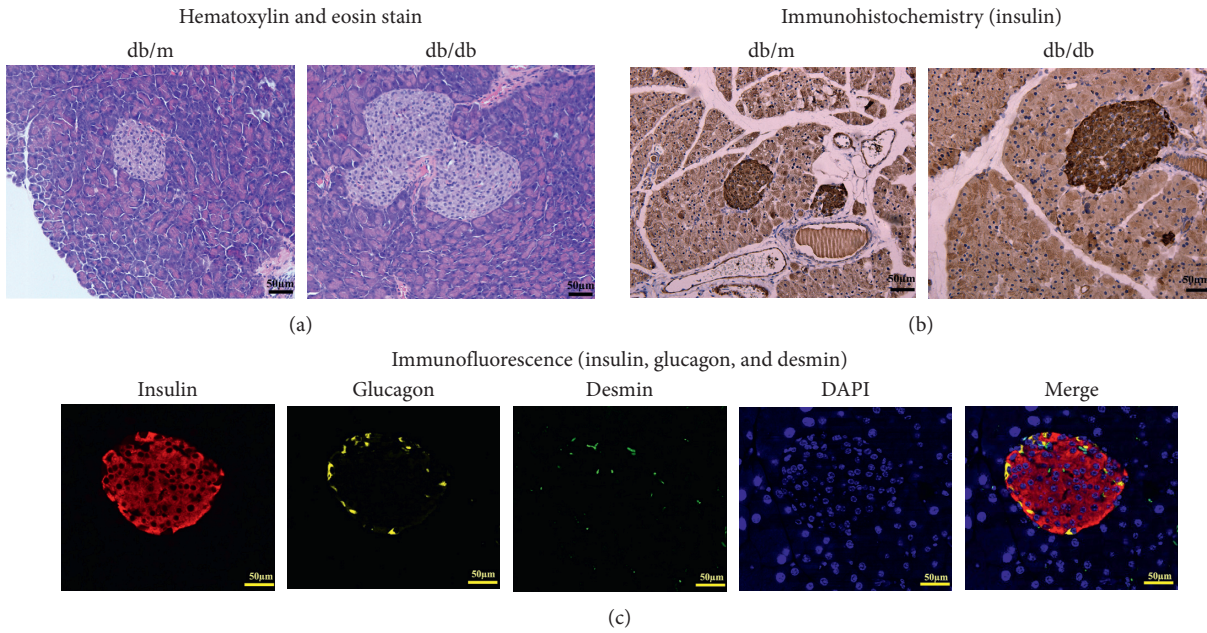 Hematoxylin and eosin stain
Immunohistochemistry (insulin)
db/m
db/db
db/m
db/db
50μm
50μm
50μm
50μm
(a)
(b)
Immunofluorescence (insulin, glucagon, and desmin)
Insulin
Glucagon
Desmin
DAPI
Merge
50μm
50μm
50μm
50μm
50μm
(c)